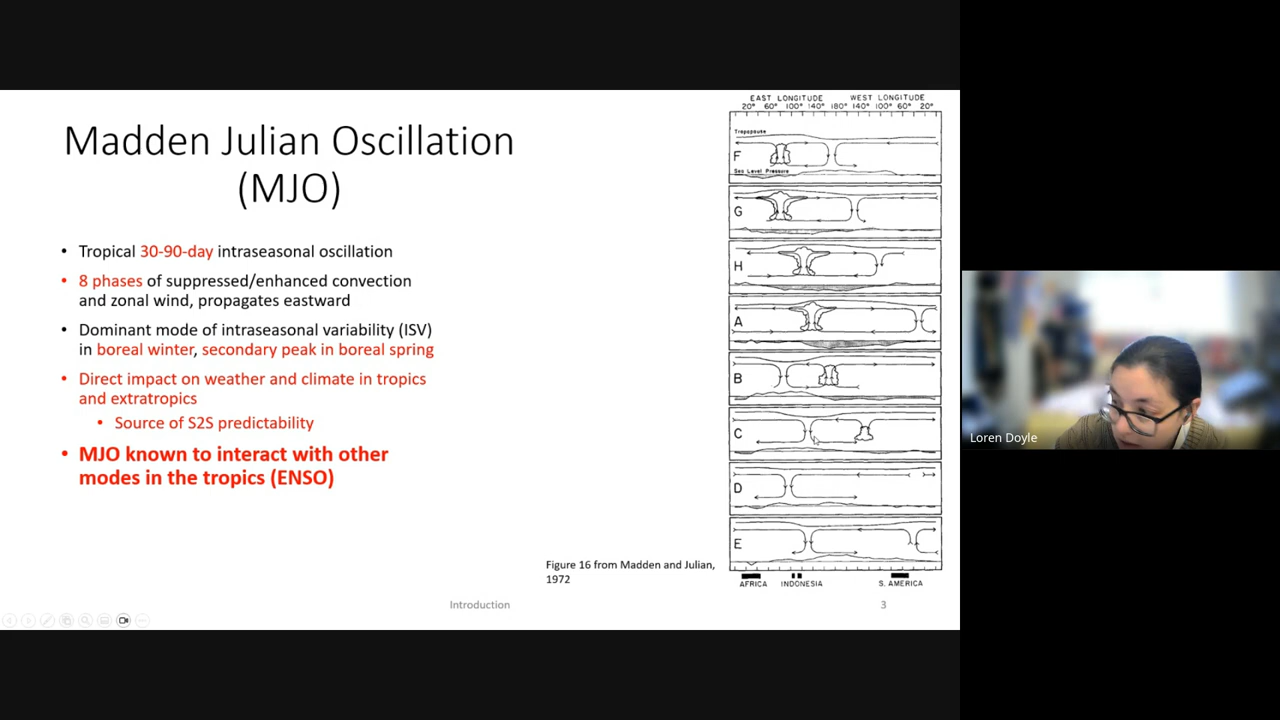 Madden Julian Oscillation
(MJO)
• Tropical 30-90-day intraseasonal oscillation
• 8 phases of suppressed/enhanced convection
and zonal wind, propagates eastward
• Dominant mode of intraseasonal variability (ISV)
in boreal winter, secondary peak in boreal spring
• Direct impact on weather and climate in tropics
and extratropics
• Source of S2S predictability
• MJO known to interact with other
modes in the tropics (ENSO)
Figure 16 from Madden and Julian,
1972
EAST LONGITUDE WEST LONGITUDE
20° 60° 100° 140° 180° 140° 100° 60° 20°
Tropopause
F
Sea Level Pressure
G
H
A
B
C
D
E
AFRICA INDONESIA S. AMERICA
Introduction
3
Loren Doyle